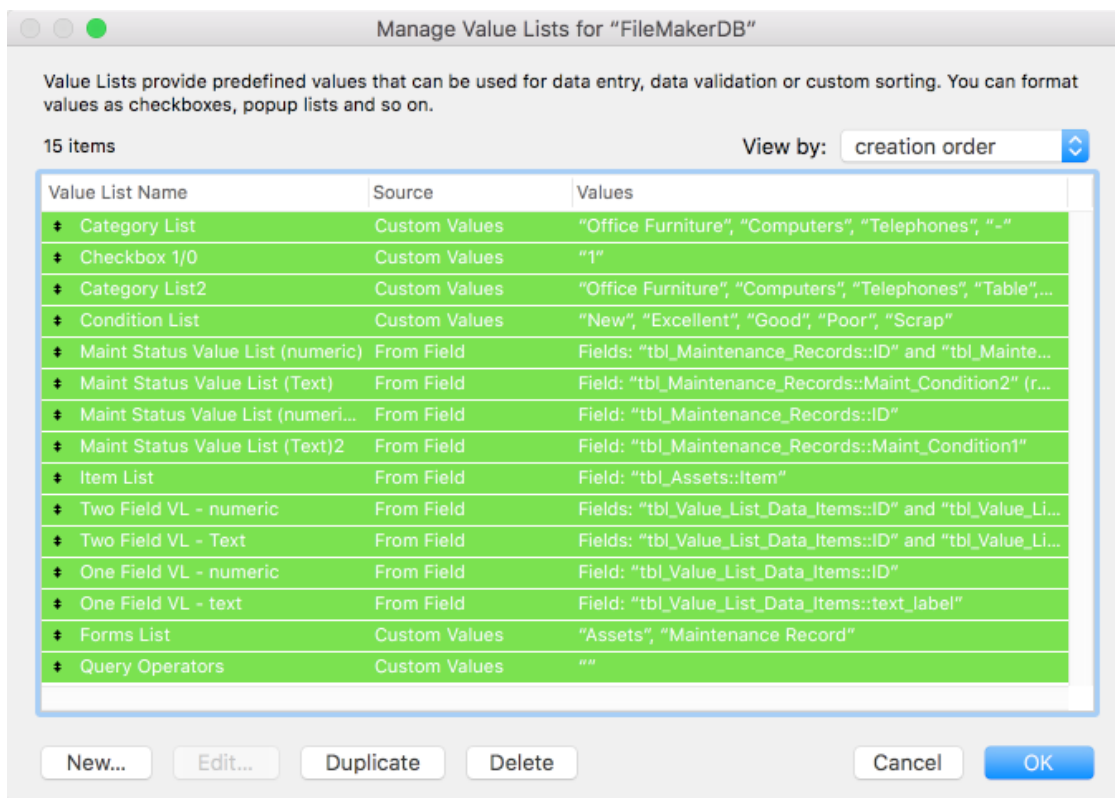 Manage Value Lists for “FileMakerDB”
Value Lists provide predefined values that can be used for data entry, data validation or custom sorting. You can format
values as checkboxes, popup lists and so on.
15 items View by: creation order
Value List Name Source Values
Category List Custom Values “Office Furniture”, “Computers”, “Telephones”, “-”
Checkbox 1/0 Custom Values “1”
Category List2 Custom Values “Office Furniture”, “Computers”, “Telephones”, “Table”,...
Condition List Custom Values “New”, “Excellent”, “Good”, “Poor”, “Scrap”
Maint Status Value List (numeric) From Field Fields: “tbl_Maintenance_Records::ID” and “tbl_Mainte...
Maint Status Value List (Text) From Field Field: “tbl_Maintenance_Records::Maint_Condition2” (r...
Maint Status Value List (numeri... From Field Field: “tbl_Maintenance_Records::ID”
Maint Status Value List (Text)2 From Field Field: “tbl_Maintenance_Records::Maint_Condition1”
Item List From Field Field: “tbl_Assets::Item”
Two Field VL - numeric From Field Fields: “tbl_Value_List_Data_Items::ID” and “tbl_Value_Li...
Two Field VL - Text From Field Fields: “tbl_Value_List_Data_Items::ID” and “tbl_Value_Li...
One Field VL - numeric From Field Field: “tbl_Value_List_Data_Items::ID”
One Field VL - text From Field Field: “tbl_Value_List_Data_Items::text_label”
Forms List Custom Values “Assets”, “Maintenance Record”
Query Operators Custom Values “”
New... Edit... Duplicate Delete Cancel OK